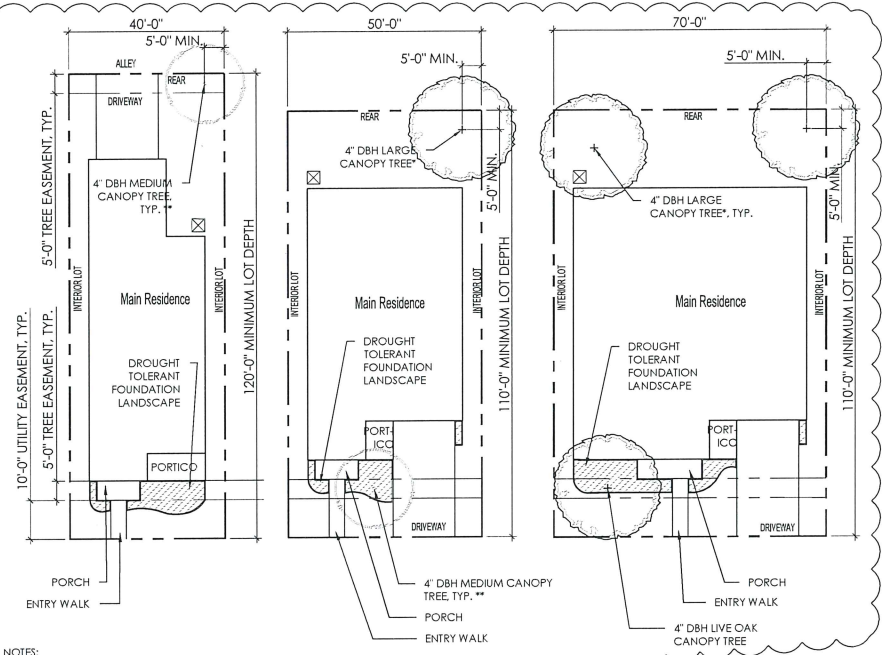 40'-0"
5'-0" MIN.
ALLEY
REAR
DRIVEWAY
4" DBH MEDIUM
CANOPY TREE,
TYP. **
5'-0" TREE EASEMENT, TYP.
INTERIOR LOT
INTERIOR LOT
Main Residence
120'-0" MINIMUM LOT DEPTH
10'-0" UTILITY EASEMENT, TYP.
5'-0" TREE EASEMENT, TYP.
DROUGHT
TOLERANT
FOUNDATION
LANDSCAPE
PORTICO
PORCH
ENTRY WALK
50'-0"
5'-0" MIN.
REAR
4" DBH LARGE
CANOPY TREE*
5'-0" MIN.
INTERIOR LOT
INTERIOR LOT
Main Residence
110'-0" MINIMUM LOT DEPTH
DROUGHT
TOLERANT
FOUNDATION
LANDSCAPE
PORT-
ICO
DRIVEWAY
4" DBH MEDIUM CANOPY
TREE, TYP. **
PORCH
ENTRY WALK
70'-0"
5'-0" MIN.
REAR
4" DBH LARGE
CANOPY TREE*, TYP.
5'-0" MIN.
INTERIOR LOT
INTERIOR LOT
Main Residence
110'-0" MINIMUM LOT DEPTH
DROUGHT
TOLERANT
FOUNDATION
LANDSCAPE
PORT-
ICO
DRIVEWAY
PORCH
ENTRY WALK
4" DBH LIVE OAK
CANOPY TREE
NOTES: